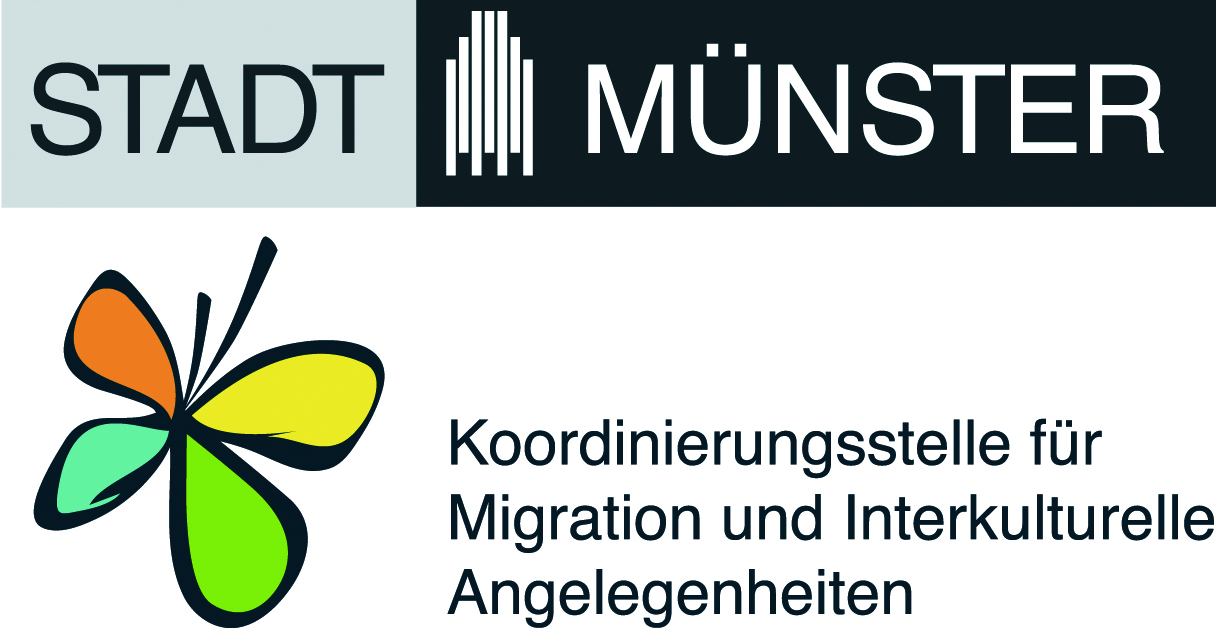 STADT MÜNSTER
Koordinierungsstelle für
Migration und Interkulturelle
Angelegenheiten